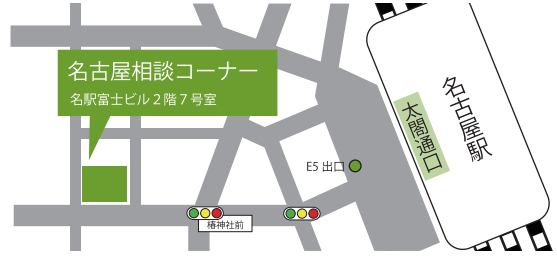 名古屋相談コーナー
名駅富士ビル２階７号室
名古屋駅
太閤通口
E5 出口
椿神社前